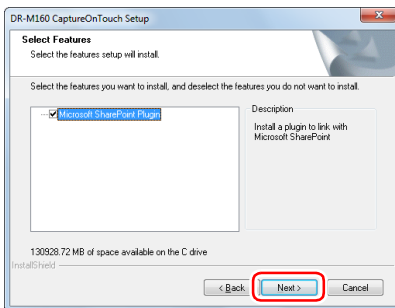 DR-M160 CaptureOnTouch Setup
Select Features
Select the features setup will install.
Select the features you want to install, and deselect the features you do not want to install.
Microsoft SharePoint Plugin
Description
Install a plugin to link with
Microsoft SharePoint
130928.72 MB of space available on the C drive
InstallShield
< Back
Next >
Cancel